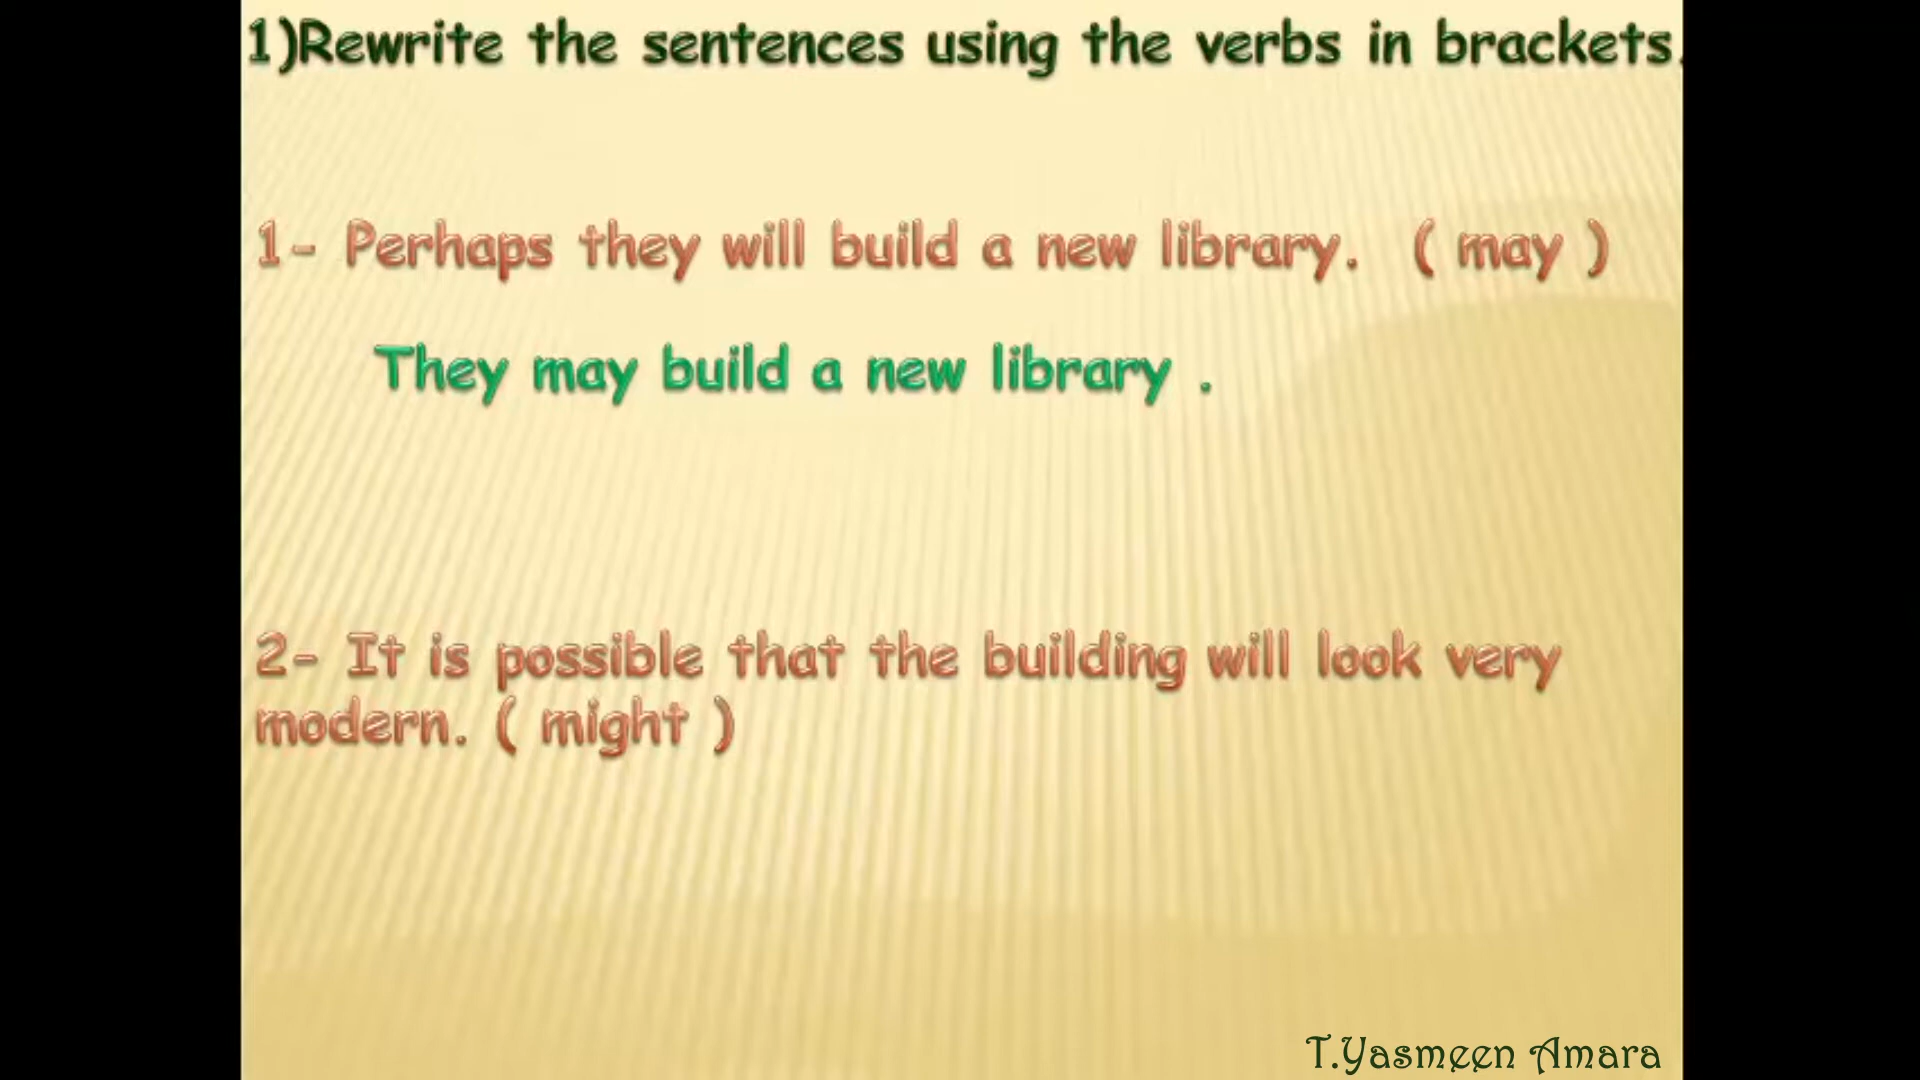 1)Rewrite the sentences using the verbs in brackets.
1- Perhaps they will build a new library. ( may )
They may build a new library .
2- It is possible that the building will look very
modern. ( might )
T.Yasmeen Amara